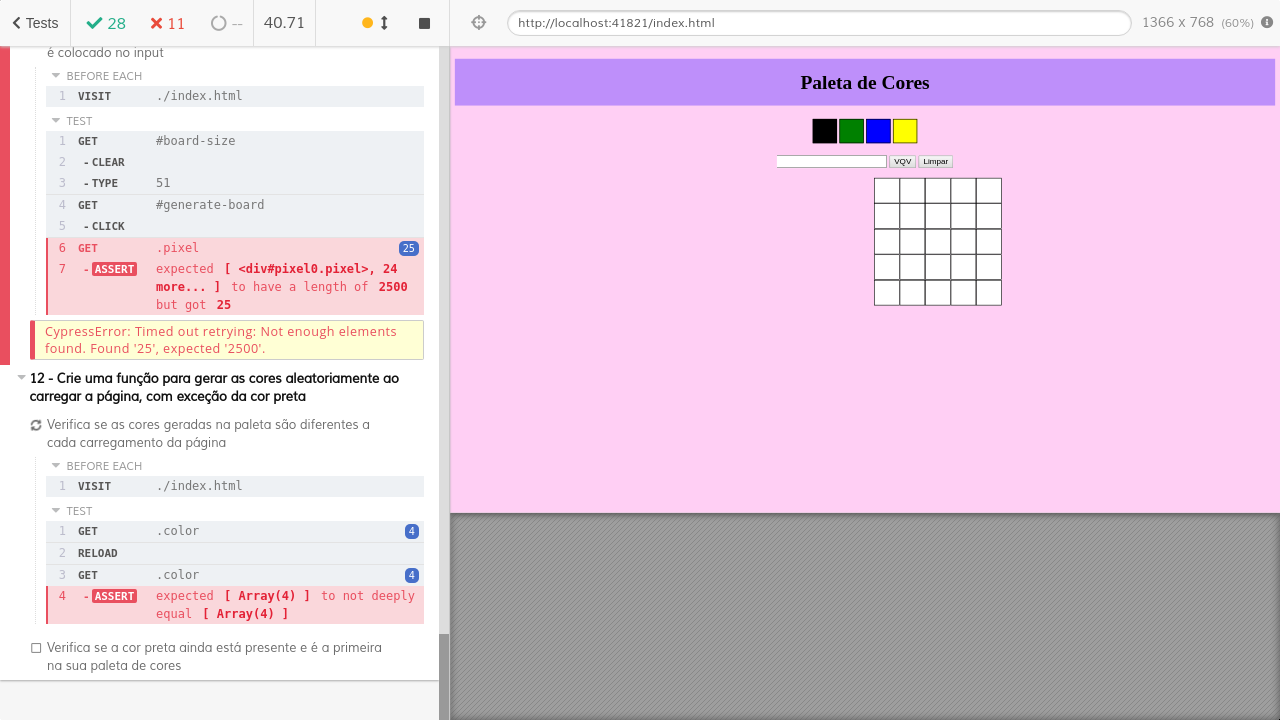 Tests
28
11
--
40.71
http://localhost:41821/index.html
1366 x 768 (60%)
é colocado no input
BEFORE EACH
1 VISIT ./index.html
TEST
1 GET #board-size
2 - CLEAR
3 - TYPE 51
4 GET #generate-board
5 - CLICK
6 GET .pixel 25
7 - ASSERT expected [ <div#pixel0.pixel>, 24
more... ] to have a length of 2500
but got 25
CypressError: Timed out retrying: Not enough elements
found. Found '25', expected '2500'.
12 - Crie uma função para gerar as cores aleatoriamente ao
carregar a página, com exceção da cor preta
Verifica se as cores geradas na paleta são diferentes a
cada carregamento da página
BEFORE EACH
1 VISIT ./index.html
TEST
1 GET .color 4
2 RELOAD
3 GET .color 4
4 - ASSERT expected [ Array(4) ] to not deeply
equal [ Array(4) ]
Verifica se a cor preta ainda está presente e é a primeira
na sua paleta de cores
Paleta de Cores
VQV
Limpar